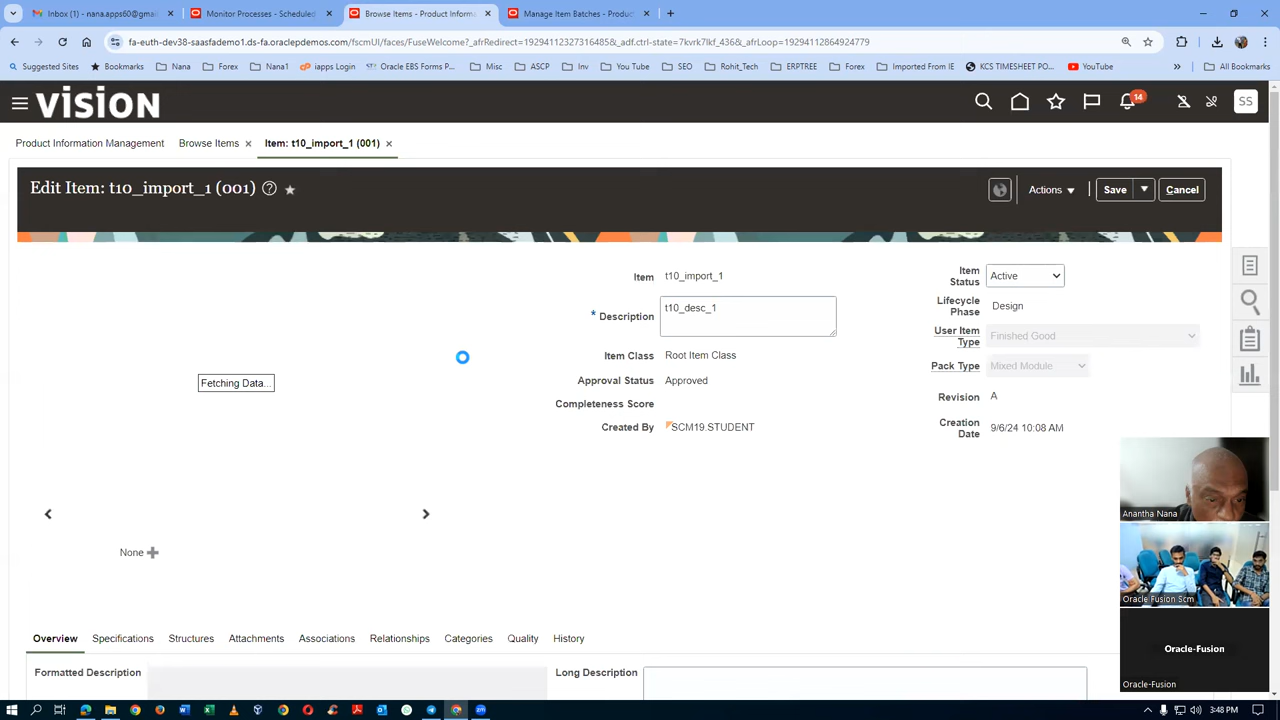 Inbox (1) - nana.apps60@gmai
Monitor Processes - Scheduled
Browse Items - Product Informa
Manage Item Batches - Product
fa-euth-dev38-saasfademo1.ds-fa.oraclepdemos.com/fscmUI/faces/FuseWelcome?_afrRedirect=19294112327316485&_adf.ctrl-state=7kvrk7lkf_436&_afrLoop=19294112864924779
Suggested Sites
Bookmarks
Nana
Forex
Nana1
iapps Login
Oracle EBS Forms P...
Misc
ASCP
Inv
You Tube
SEO
Rohit_Tech
ERPTREE
Forex
Imported From IE
KCS TIMESHEET PO...
YouTube
All Bookmarks
VISION
14
SS
Product Information Management
Browse Items
Item: t10_import_1 (001)
Edit Item: t10_import_1 (001)
Actions
Save
Cancel
Item t10_import_1
Item Status Active
* Description t10_desc_1
Lifecycle Phase Design
User Item Type Finished Good
Item Class Root Item Class
Pack Type Mixed Module
Fetching Data...
Approval Status Approved
Revision A
Completeness Score
Created By SCM19.STUDENT
Creation Date 9/6/24 10:08 AM
None
Overview
Specifications
Structures
Attachments
Associations
Relationships
Categories
Quality
History
Formatted Description
Long Description
Anantha Nana
Oracle Fusion Scm
Oracle-Fusion
Oracle-Fusion
3:48 PM